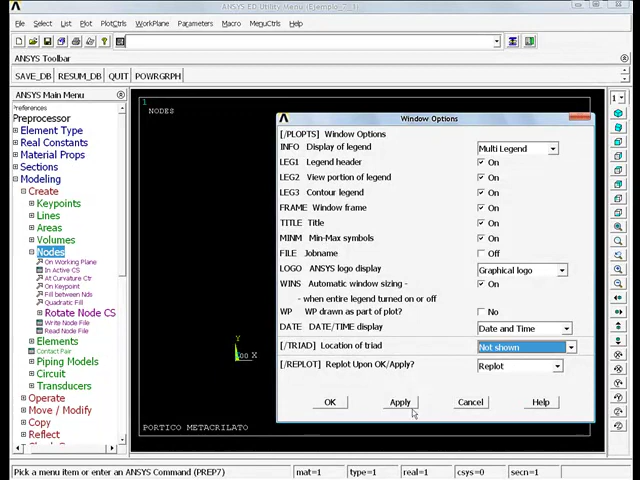 ANSYS ED Utility Menu (Ejemplo_7_1)
File Select List Plot PlotCtrls WorkPlane Parameters Macro MenuCtrls Help
ANSYS Toolbar
SAVE_DB RESUM_DB QUIT POWRGRPH
ANSYS Main Menu
Preferences
Preprocessor
Element Type
Real Constants
Material Props
Sections
Modeling
Create
Keypoints
Lines
Areas
Volumes
Nodes
On Working Plane
In Active CS
At Curvature Ctr
On Keypoint
Fill between Nds
Quadratic Fill
Rotate Node CS
Write Node File
Read Node File
Elements
Contact Pair
Piping Models
Circuit
Transducers
Operate
Move / Modify
Copy
Reflect
1
NODES
Y
X
PORTICO METACRILATO
1
Window Options
[/PLOPTS] Window Options
INFO Display of legend Multi Legend
LEG1 Legend header On
LEG2 View portion of legend On
LEG3 Contour legend On
FRAME Window frame On
TITLE Title On
MINM Min-Max symbols On
FILE Jobname Off
LOGO ANSYS logo display Graphical logo
WINS Automatic window sizing - On
- when entire legend turned on or off
WP WP drawn as part of plot? No
DATE DATE/TIME display Date and Time
[/TRIAD] Location of triad Not shown
[/REPLOT] Replot Upon OK/Apply? Replot
OK Apply Cancel Help
Pick a menu item or enter an ANSYS Command (PREP7) mat=1 type=1 real=1 csys=0 secn=1